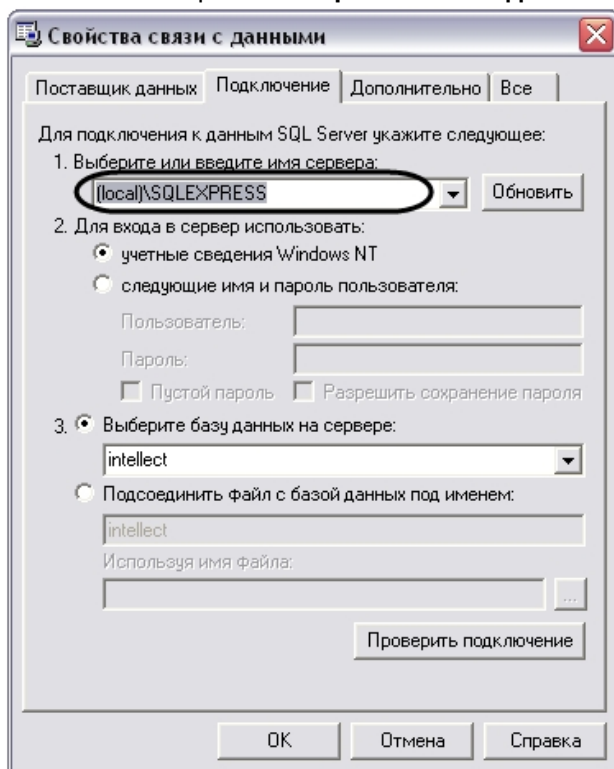 Свойства связи с данными
Поставщик данных Подключение Дополнительно Все
Для подключения к данным SQL Server укажите следующее:
1. Выберите или введите имя сервера:
(local)\SQLEXPRESS Обновить
2. Для входа в сервер использовать:
учетные сведения Windows NT
следующие имя и пароль пользователя:
Пользователь:
Пароль:
Пустой пароль Разрешить сохранение пароля
3. Выберите базу данных на сервере:
intellect
Подсоединить файл с базой данных под именем:
intellect
Используя имя файла:
...
Проверить подключение
OK Отмена Справка